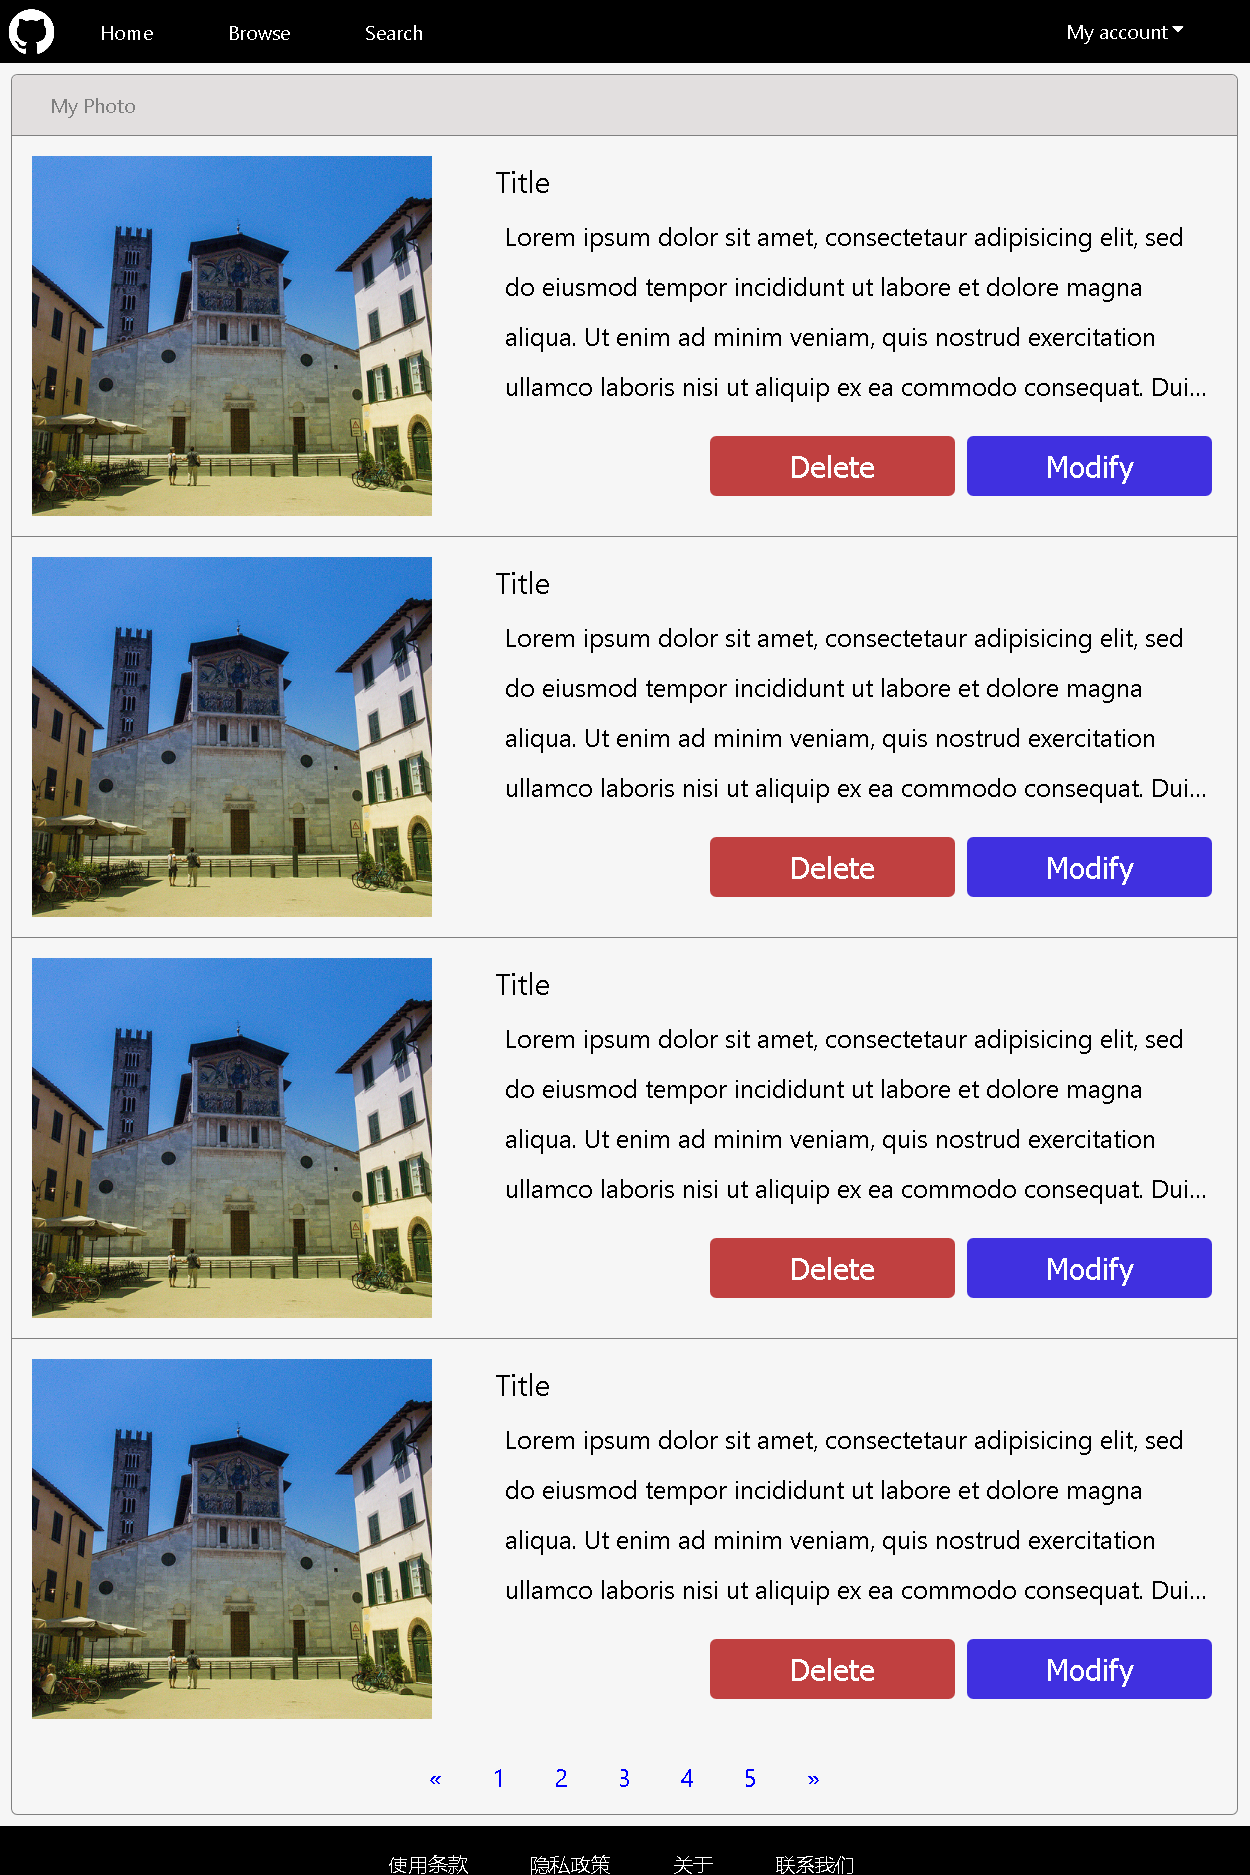 Home Browse Search My account
My Photo
Title
Lorem ipsum dolor sit amet, consectetaur adipisicing elit, sed
do eiusmod tempor incididunt ut labore et dolore magna
aliqua. Ut enim ad minim veniam, quis nostrud exercitation
ullamco laboris nisi ut aliquip ex ea commodo consequat. Dui...
Delete Modify
Title
Lorem ipsum dolor sit amet, consectetaur adipisicing elit, sed
do eiusmod tempor incididunt ut labore et dolore magna
aliqua. Ut enim ad minim veniam, quis nostrud exercitation
ullamco laboris nisi ut aliquip ex ea commodo consequat. Dui...
Delete Modify
Title
Lorem ipsum dolor sit amet, consectetaur adipisicing elit, sed
do eiusmod tempor incididunt ut labore et dolore magna
aliqua. Ut enim ad minim veniam, quis nostrud exercitation
ullamco laboris nisi ut aliquip ex ea commodo consequat. Dui...
Delete Modify
Title
Lorem ipsum dolor sit amet, consectetaur adipisicing elit, sed
do eiusmod tempor incididunt ut labore et dolore magna
aliqua. Ut enim ad minim veniam, quis nostrud exercitation
ullamco laboris nisi ut aliquip ex ea commodo consequat. Dui...
Delete Modify
« 1 2 3 4 5 »
使用条款 隐私政策 关于 联系我们